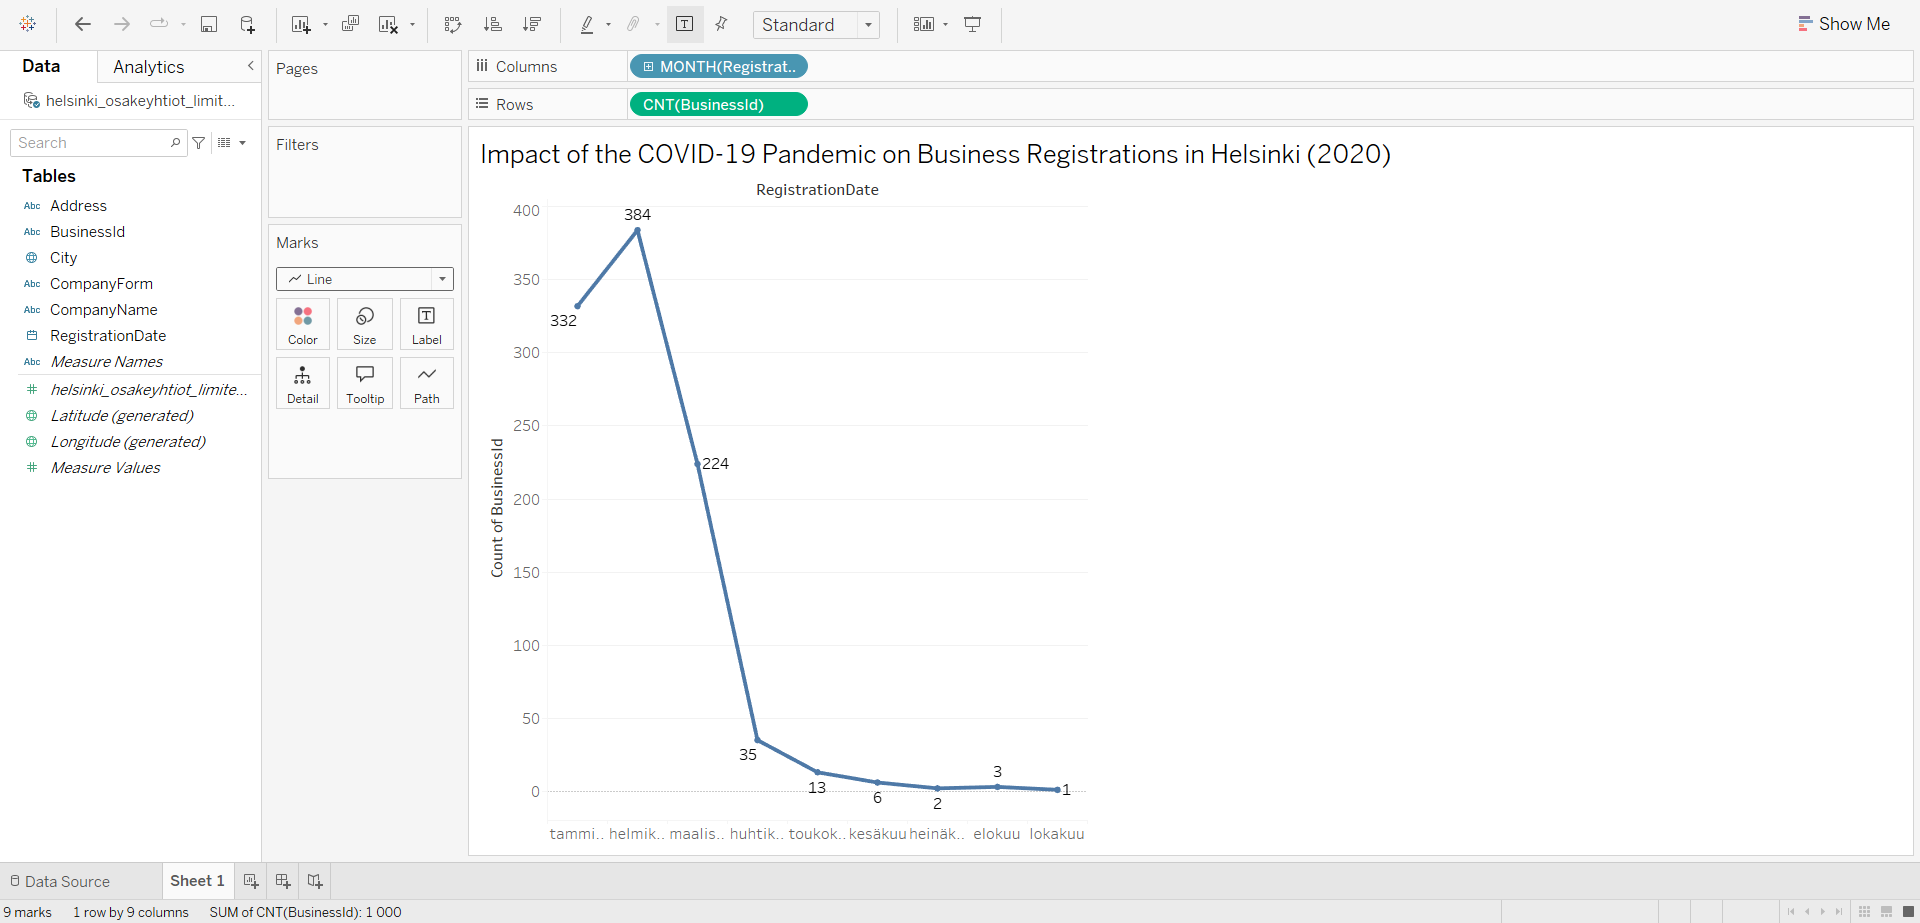 Standard
Show Me
Data
Analytics
helsinki_osakeyhtiot_limit...
Search
Tables
Abc Address
Abc BusinessId
City
Abc CompanyForm
Abc CompanyName
RegistrationDate
Abc Measure Names
helsinki_osakeyhtiot_limite...
Latitude (generated)
Longitude (generated)
Measure Values
Pages
Filters
Marks
Line
Color
Size
Label
Detail
Tooltip
Path
Columns
MONTH(Registrat..
Rows
CNT(BusinessId)
Impact of the COVID-19 Pandemic on Business Registrations in Helsinki (2020)
RegistrationDate
Count of BusinessId
400
350
300
250
200
150
100
50
0
332
384
224
35
13
6
2
3
1
tammi..
helmik..
maalis..
huhtik..
toukok..
kesäkuu
heinäk..
elokuu
lokakuu
Data Source
Sheet 1
9 marks
1 row by 9 columns
SUM of CNT(BusinessId): 1 000